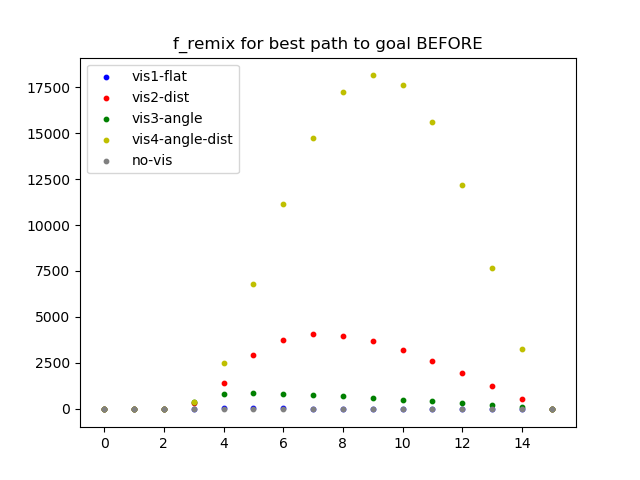 f_remix for best path to goal BEFORE
vis1-flat
vis2-dist
vis3-angle
vis4-angle-dist
no-vis
17500
15000
12500
10000
7500
5000
2500
0
0 2 4 6 8 10 12 14